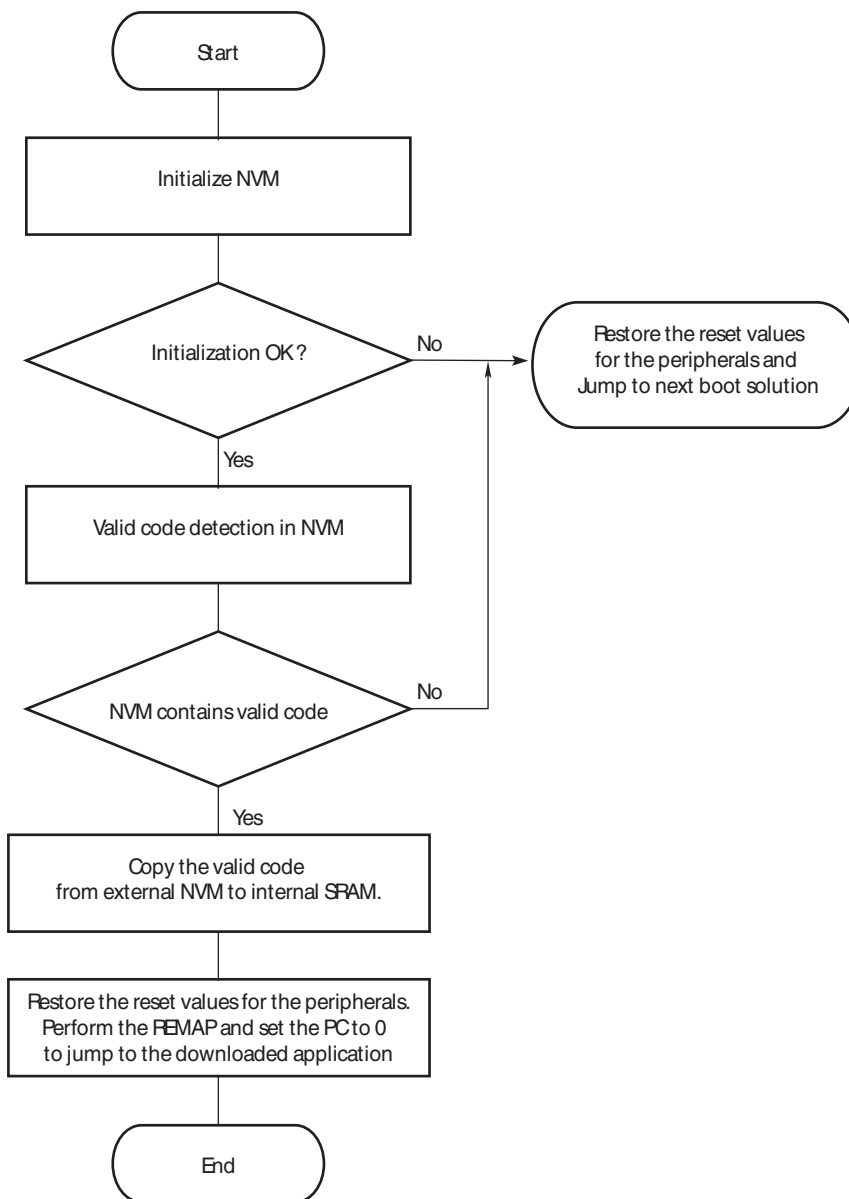 Start
Initialize NVM
Initialization OK ?
No
Restore the reset values
for the peripherals and
Jump to next boot solution
Yes
Valid code detection in NVM
NVM contains valid code
No
Yes
Copy the valid code
from external NVM to internal SRAM.
Restore the reset values for the peripherals.
Perform the REMAP and set the PC to 0
to jump to the downloaded application
End